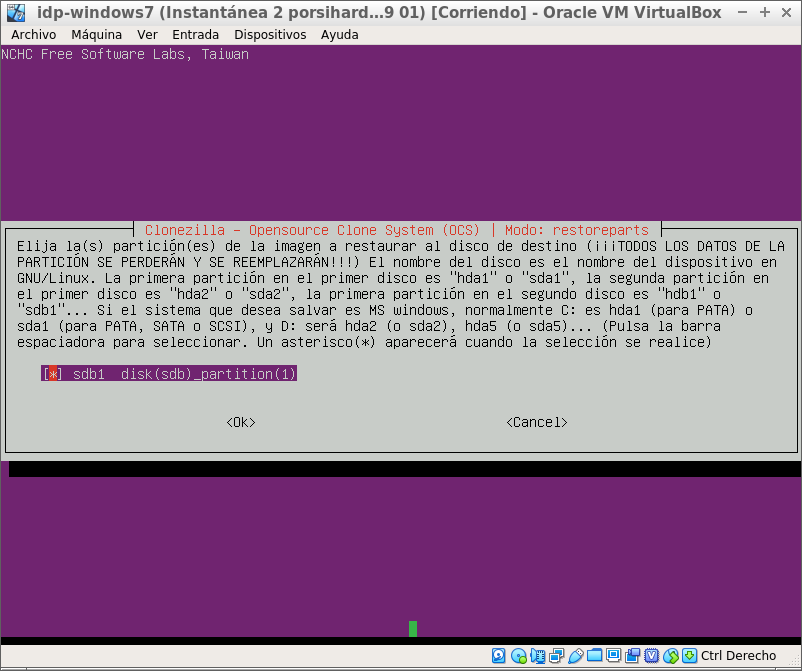 idp-windows7 (Instantánea 2 porsihard...9 01) [Corriendo] - Oracle VM VirtualBox
Archivo Máquina Ver Entrada Dispositivos Ayuda
NCHC Free Software Labs, Taiwan
Clonezilla - Opensource Clone System (OCS) | Modo: restoreparts
Elija la(s) partición(es) de la imagen a restaurar al disco de destino (¡¡¡TODOS LOS DATOS DE LA
PARTICIÓN SE PERDERÁN Y SE REEMPLAZARÁN!!!) El nombre del disco es el nombre del dispositivo en
GNU/Linux. La primera partición en el primer disco es "hda1" o "sda1", la segunda partición en
el primer disco es "hda2" o "sda2", la primera partición en el segundo disco es "hdb1" o
"sdb1"... Si el sistema que desea salvar es MS windows, normalmente C: es hda1 (para PATA) o
sda1 (para PATA, SATA o SCSI), y D: será hda2 (o sda2), hda5 (o sda5)... (Pulsa la barra
espaciadora para seleccionar. Un asterisco(*) aparecerá cuando la selección se realice)
[*] sdb1 disk(sdb)_partition(1)
<Ok> <Cancel>
Ctrl Derecho